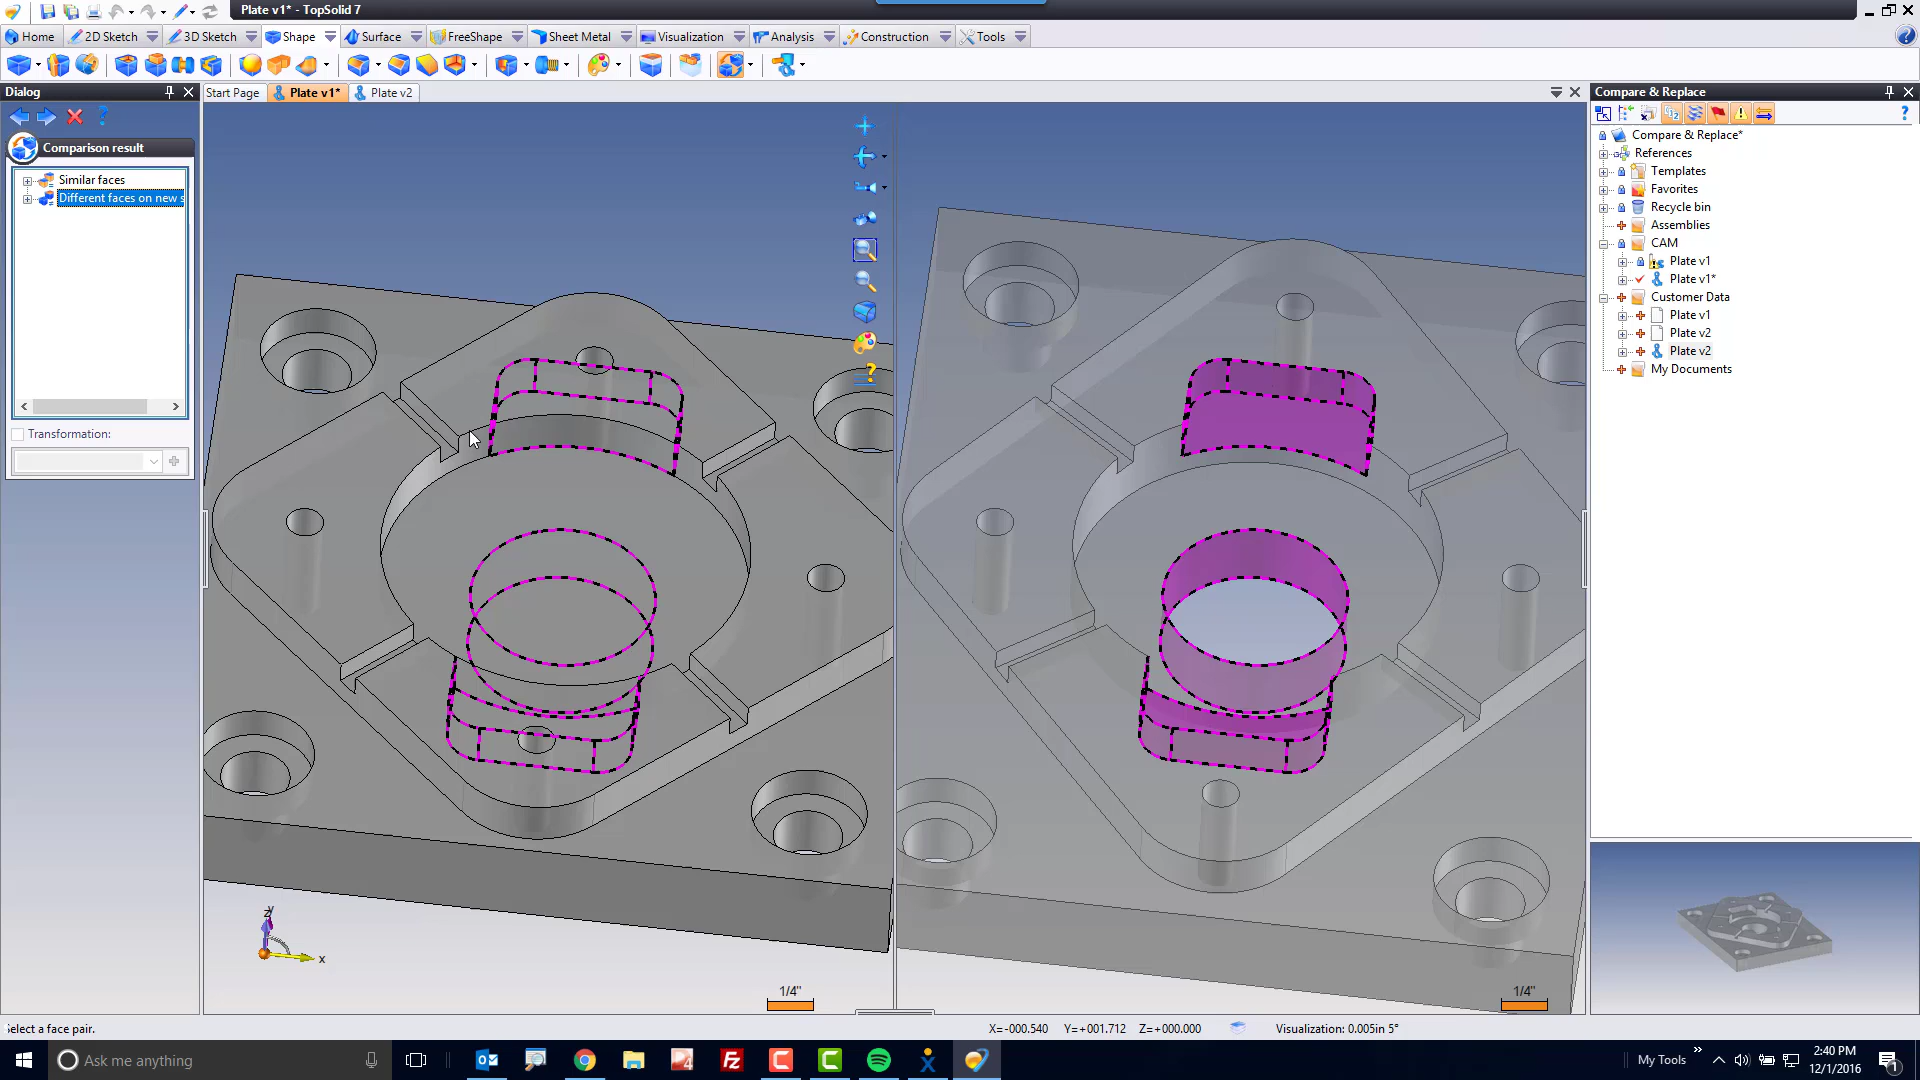 Plate v1* - TopSolid 7
Home
2D Sketch
3D Sketch
Shape
Surface
FreeShape
Sheet Metal
Visualization
Analysis
Construction
Tools
Dialog
Start Page
Plate v1*
Plate v2
Compare & Replace
Comparison result
Similar faces
Different faces on new s
Transformation:
Compare & Replace*
References
Templates
Favorites
Recycle bin
Assemblies
CAM
Plate v1
Plate v1*
Customer Data
Plate v1
Plate v2
Plate v2
My Documents
y
z
x
1/4"
1/4"
Select a face pair.
X=-000.540
Y=+001.712
Z=+000.000
Visualization: 0.005in 5°
Ask me anything
My Tools
2:40 PM
12/1/2016
1